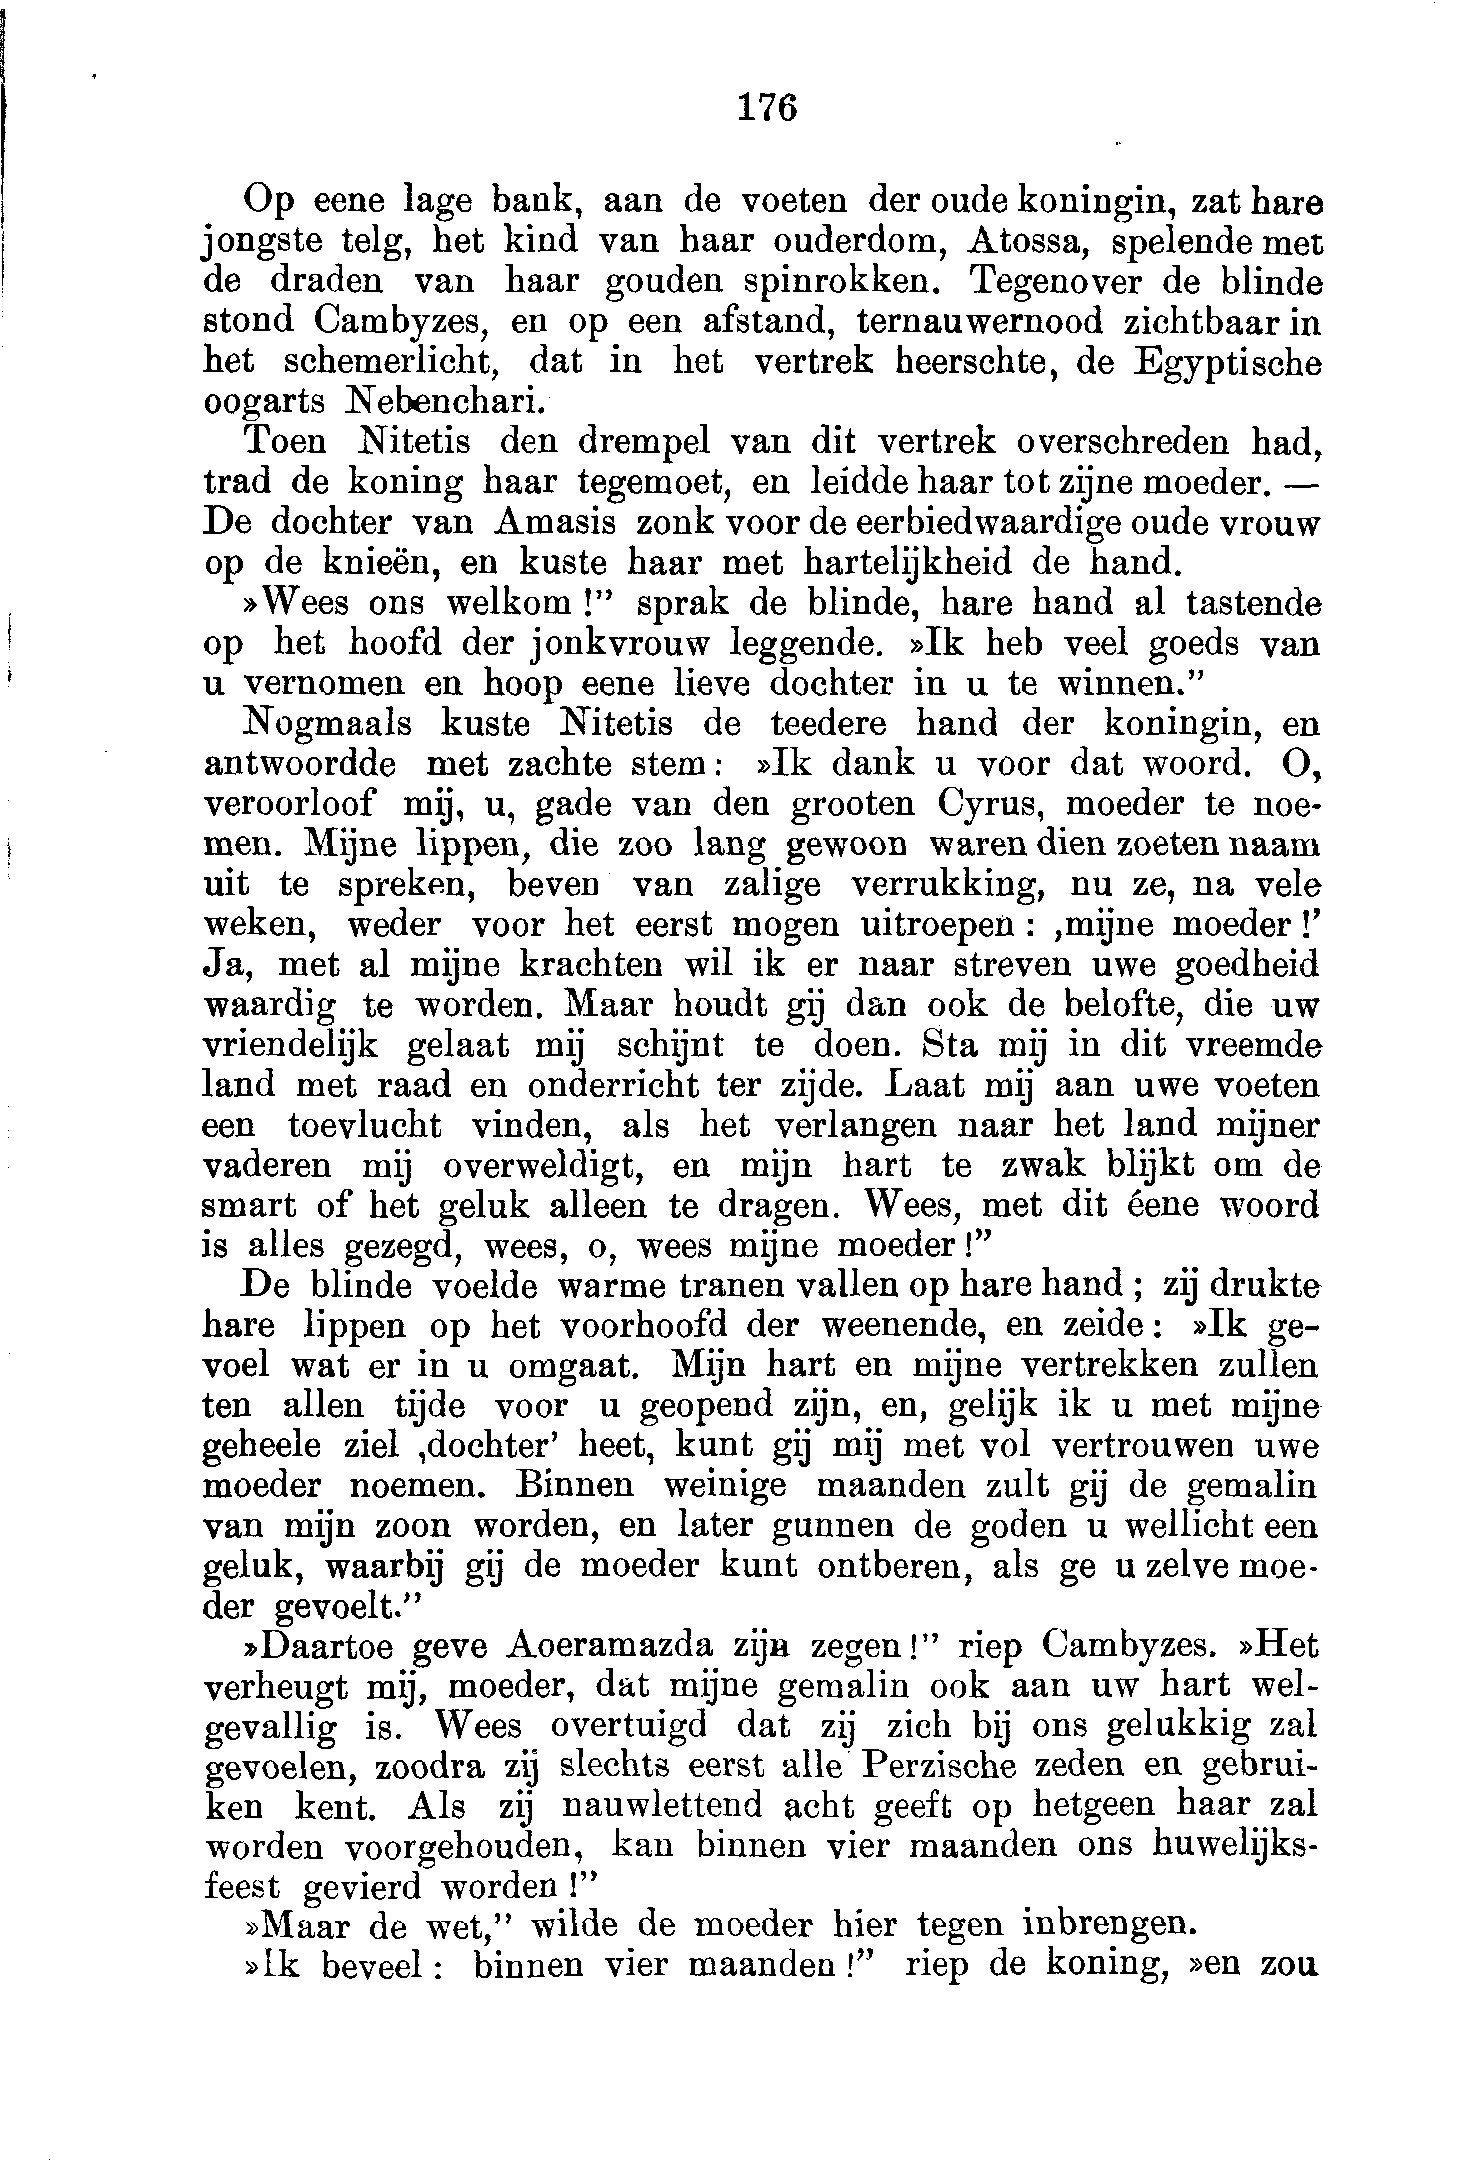 176
Op eene lage bank, aan de voeten der oude koningin, zat hare
jongste telg, het kind van haar ouderdom, Atossa, spelende met
de draden van haar gouden spinrokken. Tegenover de blinde
stond Cambyzes, en op een afstand, ternauwernood zichtbaar in
het schemerlicht, dat in het vertrek heerschte, de Egyptische
oogarts Nebenchari.
Toen Nitetis den drempel van dit vertrek overschreden had,
trad de koning haar tegemoet, en leidde haar tot zijne moeder. —
De dochter van Amasis zonk voor de eerbiedwaardige oude vrouw
op de knieën, en kuste haar met hartelijkheid de hand.
»Wees ons welkom!” sprak de blinde, hare hand al tastende
op het hoofd der jonkvrouw leggende. »Ik heb veel goeds van
u vernomen en hoop eene lieve dochter in u te winnen.”
Nogmaals kuste Nitetis de teedere hand der koningin, en
antwoordde met zachte stem: »Ik dank u voor dat woord. O,
veroorloof mij, u, gade van den grooten Cyrus, moeder te noe-
men. Mijne lippen, die zoo lang gewoon waren dien zoeten naam
uit te spreken, beven van zalige verrukking, nu ze, na vele
weken, weder voor het eerst mogen uitroepen: ‚mijne moeder!’
Ja, met al mijne krachten wil ik er naar streven uwe goedheid
waardig te worden. Maar houdt gij dan ook de belofte, die uw
vriendelijk gelaat mij schijnt te doen. Sta mij in dit vreemde
land met raad en onderricht ter zijde. Laat mij aan uwe voeten
een toevlucht vinden, als het verlangen naar het land mijner
vaderen mij overweldigt, en mijn hart te zwak blijkt om de
smart of het geluk alleen te dragen. Wees, met dit éene woord
is alles gezegd, wees, o, wees mijne moeder!”
De blinde voelde warme tranen vallen op hare hand; zij drukte
hare lippen op het voorhoofd der weenende, en zeide: »Ik ge-
voel wat er in u omgaat. Mijn hart en mijne vertrekken zullen
ten allen tijde voor u geopend zijn, en, gelijk ik u met mijne
geheele ziel ‚dochter’ heet, kunt gij mij met vol vertrouwen uwe
moeder noemen. Binnen weinige maanden zult gij de gemalin
van mijn zoon worden, en later gunnen de goden u wellicht een
geluk, waarbij gij de moeder kunt ontberen, als ge u zelve moe-
der gevoelt.”
»Daartoe geve Aoeramazda zijn zegen!” riep Cambyzes. »Het
verheugt mij, moeder, dat mijne gemalin ook aan uw hart wel-
gevallig is. Wees overtuigd dat zij zich bij ons gelukkig zal
gevoelen, zoodra zij slechts eerst alle Perzische zeden en gebrui-
ken kent. Als zij nauwlettend acht geeft op hetgeen haar zal
worden voorgehouden, kan binnen vier maanden ons huwelijks-
feest gevierd worden!”
»Maar de wet,” wilde de moeder hier tegen inbrengen.
»Ik beveel: binnen vier maanden!” riep de koning, »en zou